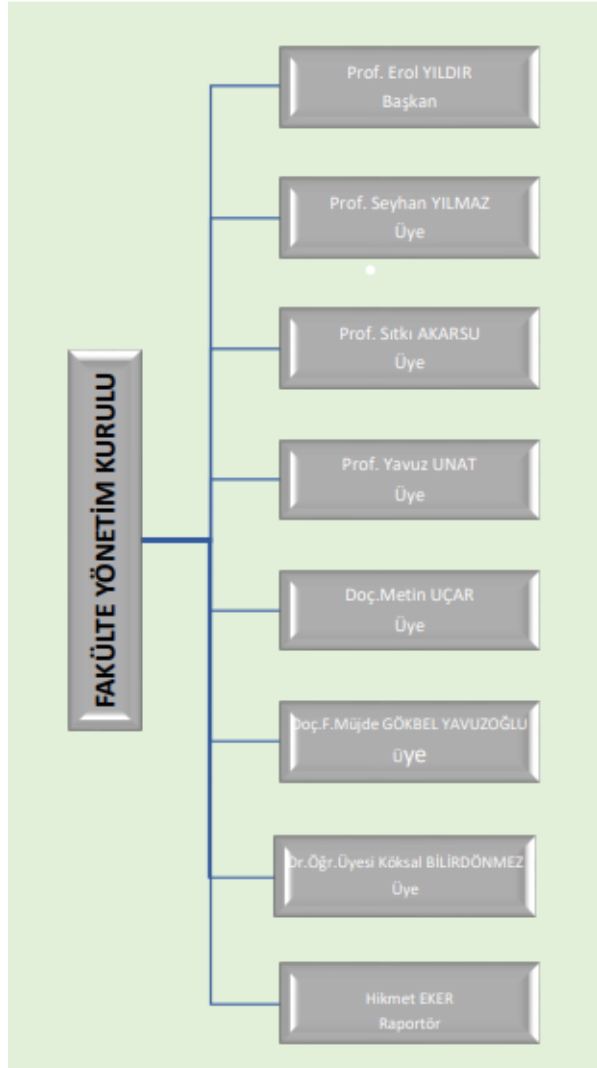 FAKÜLTE YÖNETİM KURULU
Prof. Erol YILDIR
Başkan
Prof. Seyhan YILMAZ
Üye
Prof. Sıtkı AKARSU
Üye
Prof. Yavuz UNAT
Üye
Doç.Metin UÇAR
Üye
Doç.F.Müjde GÖKBEL YAVUZOĞLU
üye
Dr.Öğr.Üyesi Köksal BİLİRDÖNMEZ
Üye
Hikmet EKER
Raportör